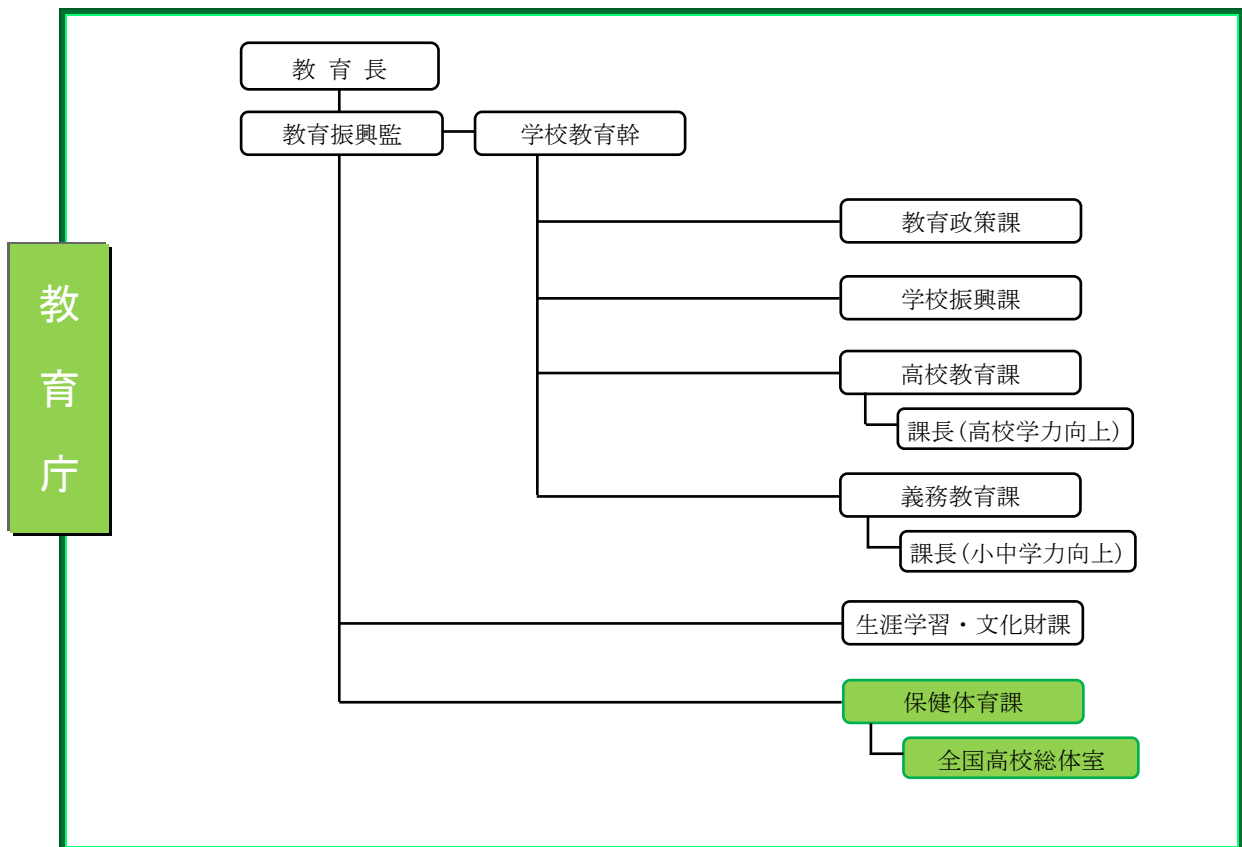 教育庁
教 育 長
教育振興監
学校教育幹
教育政策課
学校振興課
高校教育課
課長(高校学力向上)
義務教育課
課長(小中学力向上)
生涯学習・文化財課
保健体育課
全国高校総体室